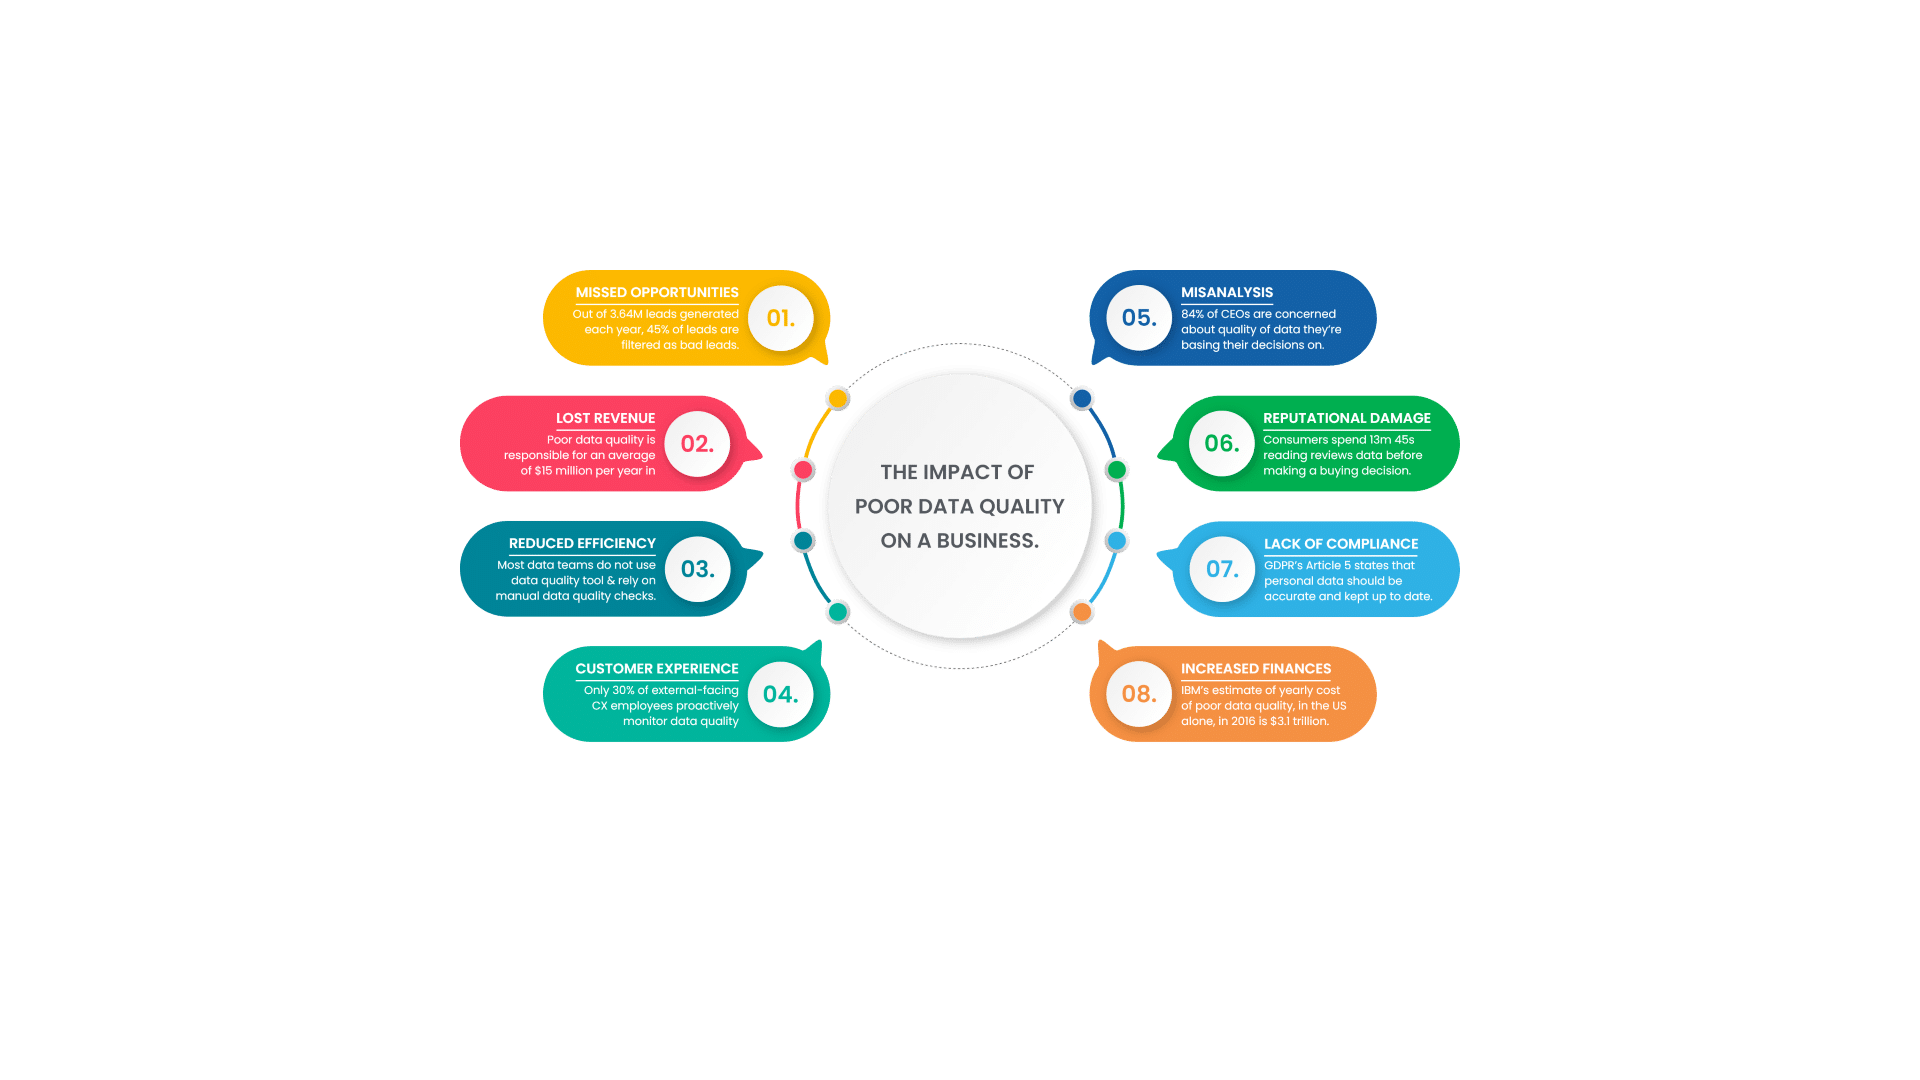 MISSED OPPORTUNITIES
Out of 3.64M leads generated
each year, 45% of leads are
filtered as bad leads.
01.
LOST REVENUE
Poor data quality is
responsible for an average
of $15 million per year in
02.
REDUCED EFFICIENCY
Most data teams do not use
data quality tool & rely on
manual data quality checks.
03.
CUSTOMER EXPERIENCE
Only 30% of external-facing
CX employees proactively
monitor data quality
04.
THE IMPACT OF
POOR DATA QUALITY
ON A BUSINESS.
05.
MISANALYSIS
84% of CEOs are concerned
about quality of data they're
basing their decisions on.
06.
REPUTATIONAL DAMAGE
Consumers spend 13m 45s
reading reviews data before
making a buying decision.
07.
LACK OF COMPLIANCE
GDPR's Article 5 states that
personal data should be
accurate and kept up to date.
08.
INCREASED FINANCES
IBM's estimate of yearly cost
of poor data quality, in the US
alone, in 2016 is $3.1 trillion.